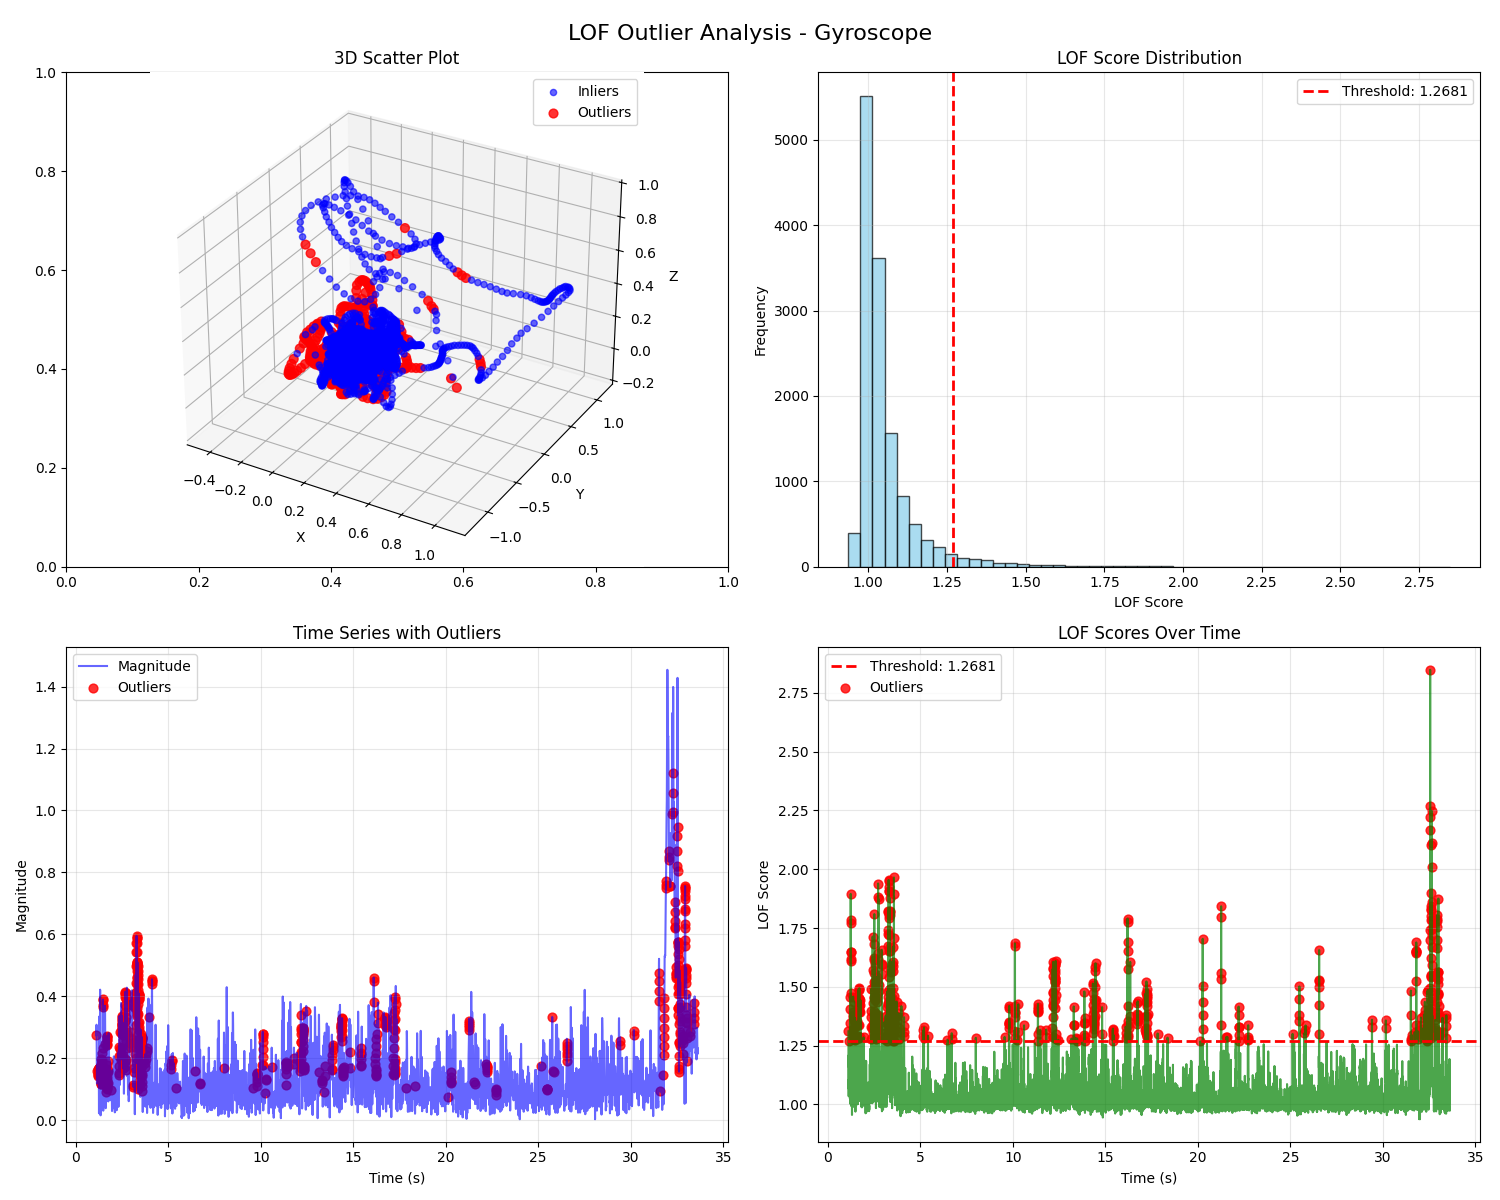 LOF Outlier Analysis - Gyroscope
3D Scatter Plot
Inliers
Outliers
1.0
0.8
0.6
0.4
0.2
0.0
0.0 0.2 0.4 0.6 0.8 1.0
−0.4 −0.2 0.0 0.2 0.4 0.6 0.8 1.0
X
−1.0 −0.5 0.0 0.5 1.0
Y
1.0
0.8
0.6
0.4
0.2
0.0
−0.2
Z
LOF Score Distribution
Threshold: 1.2681
Frequency
5000
4000
3000
2000
1000
0
1.00 1.25 1.50 1.75 2.00 2.25 2.50 2.75
LOF Score
Time Series with Outliers
Magnitude
Outliers
Magnitude
1.4
1.2
1.0
0.8
0.6
0.4
0.2
0.0
0 5 10 15 20 25 30 35
Time (s)
LOF Scores Over Time
Threshold: 1.2681
Outliers
LOF Score
2.75
2.50
2.25
2.00
1.75
1.50
1.25
1.00
0 5 10 15 20 25 30 35
Time (s)